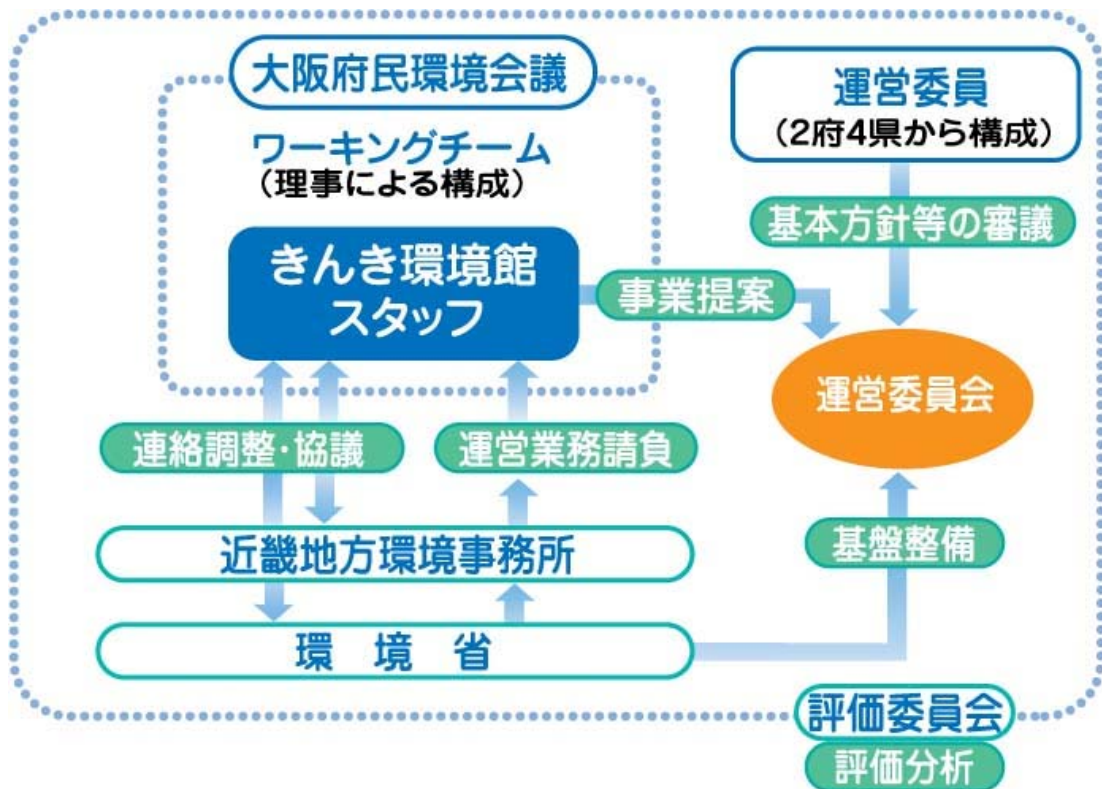 大阪府民環境会議
ワーキングチーム
（理事による構成）
きんき環境館
スタッフ
運営委員
（2府4県から構成）
基本方針等の審議
事業提案
運営委員会
連絡調整・協議
運営業務請負
基盤整備
近畿地方環境事務所
環 境 省
評価委員会
評価分析